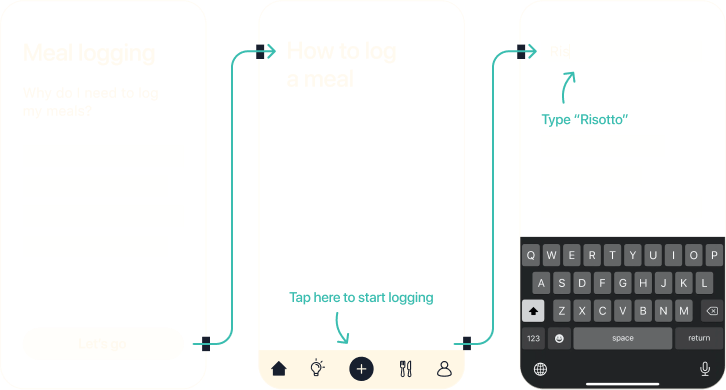 Meal logging
Why do I need to log
my meals?
Let's go
How to log
a meal
Tap here to start logging
Type “Risotto”
Q W E R T Y U I O P
A S D F G H J K L
Z X C V B N M
123 space return